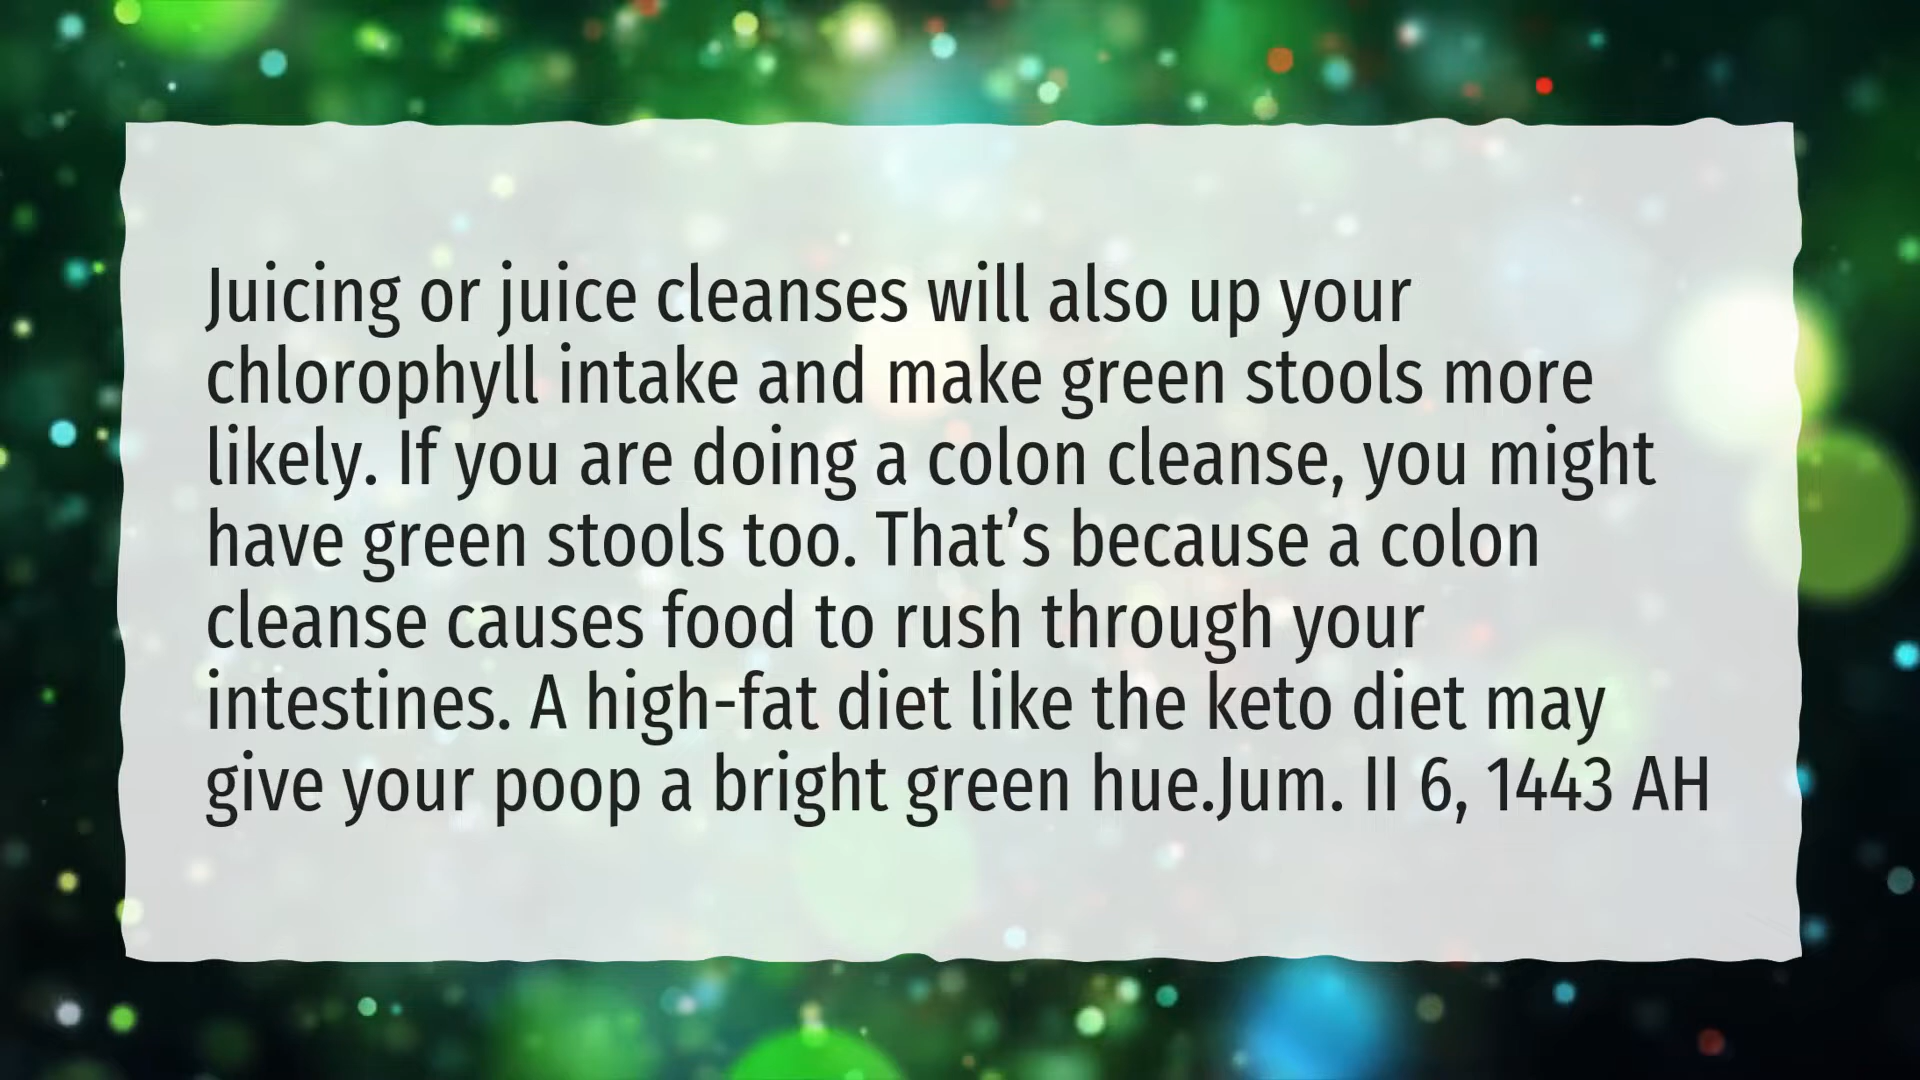 Juicing or juice cleanses will also up your
chlorophyll intake and make green stools more
likely. If you are doing a colon cleanse, you might
have green stools too. That’s because a colon
cleanse causes food to rush through your
intestines. A high-fat diet like the keto diet may
give your poop a bright green hue.Jum. II 6, 1443 AH